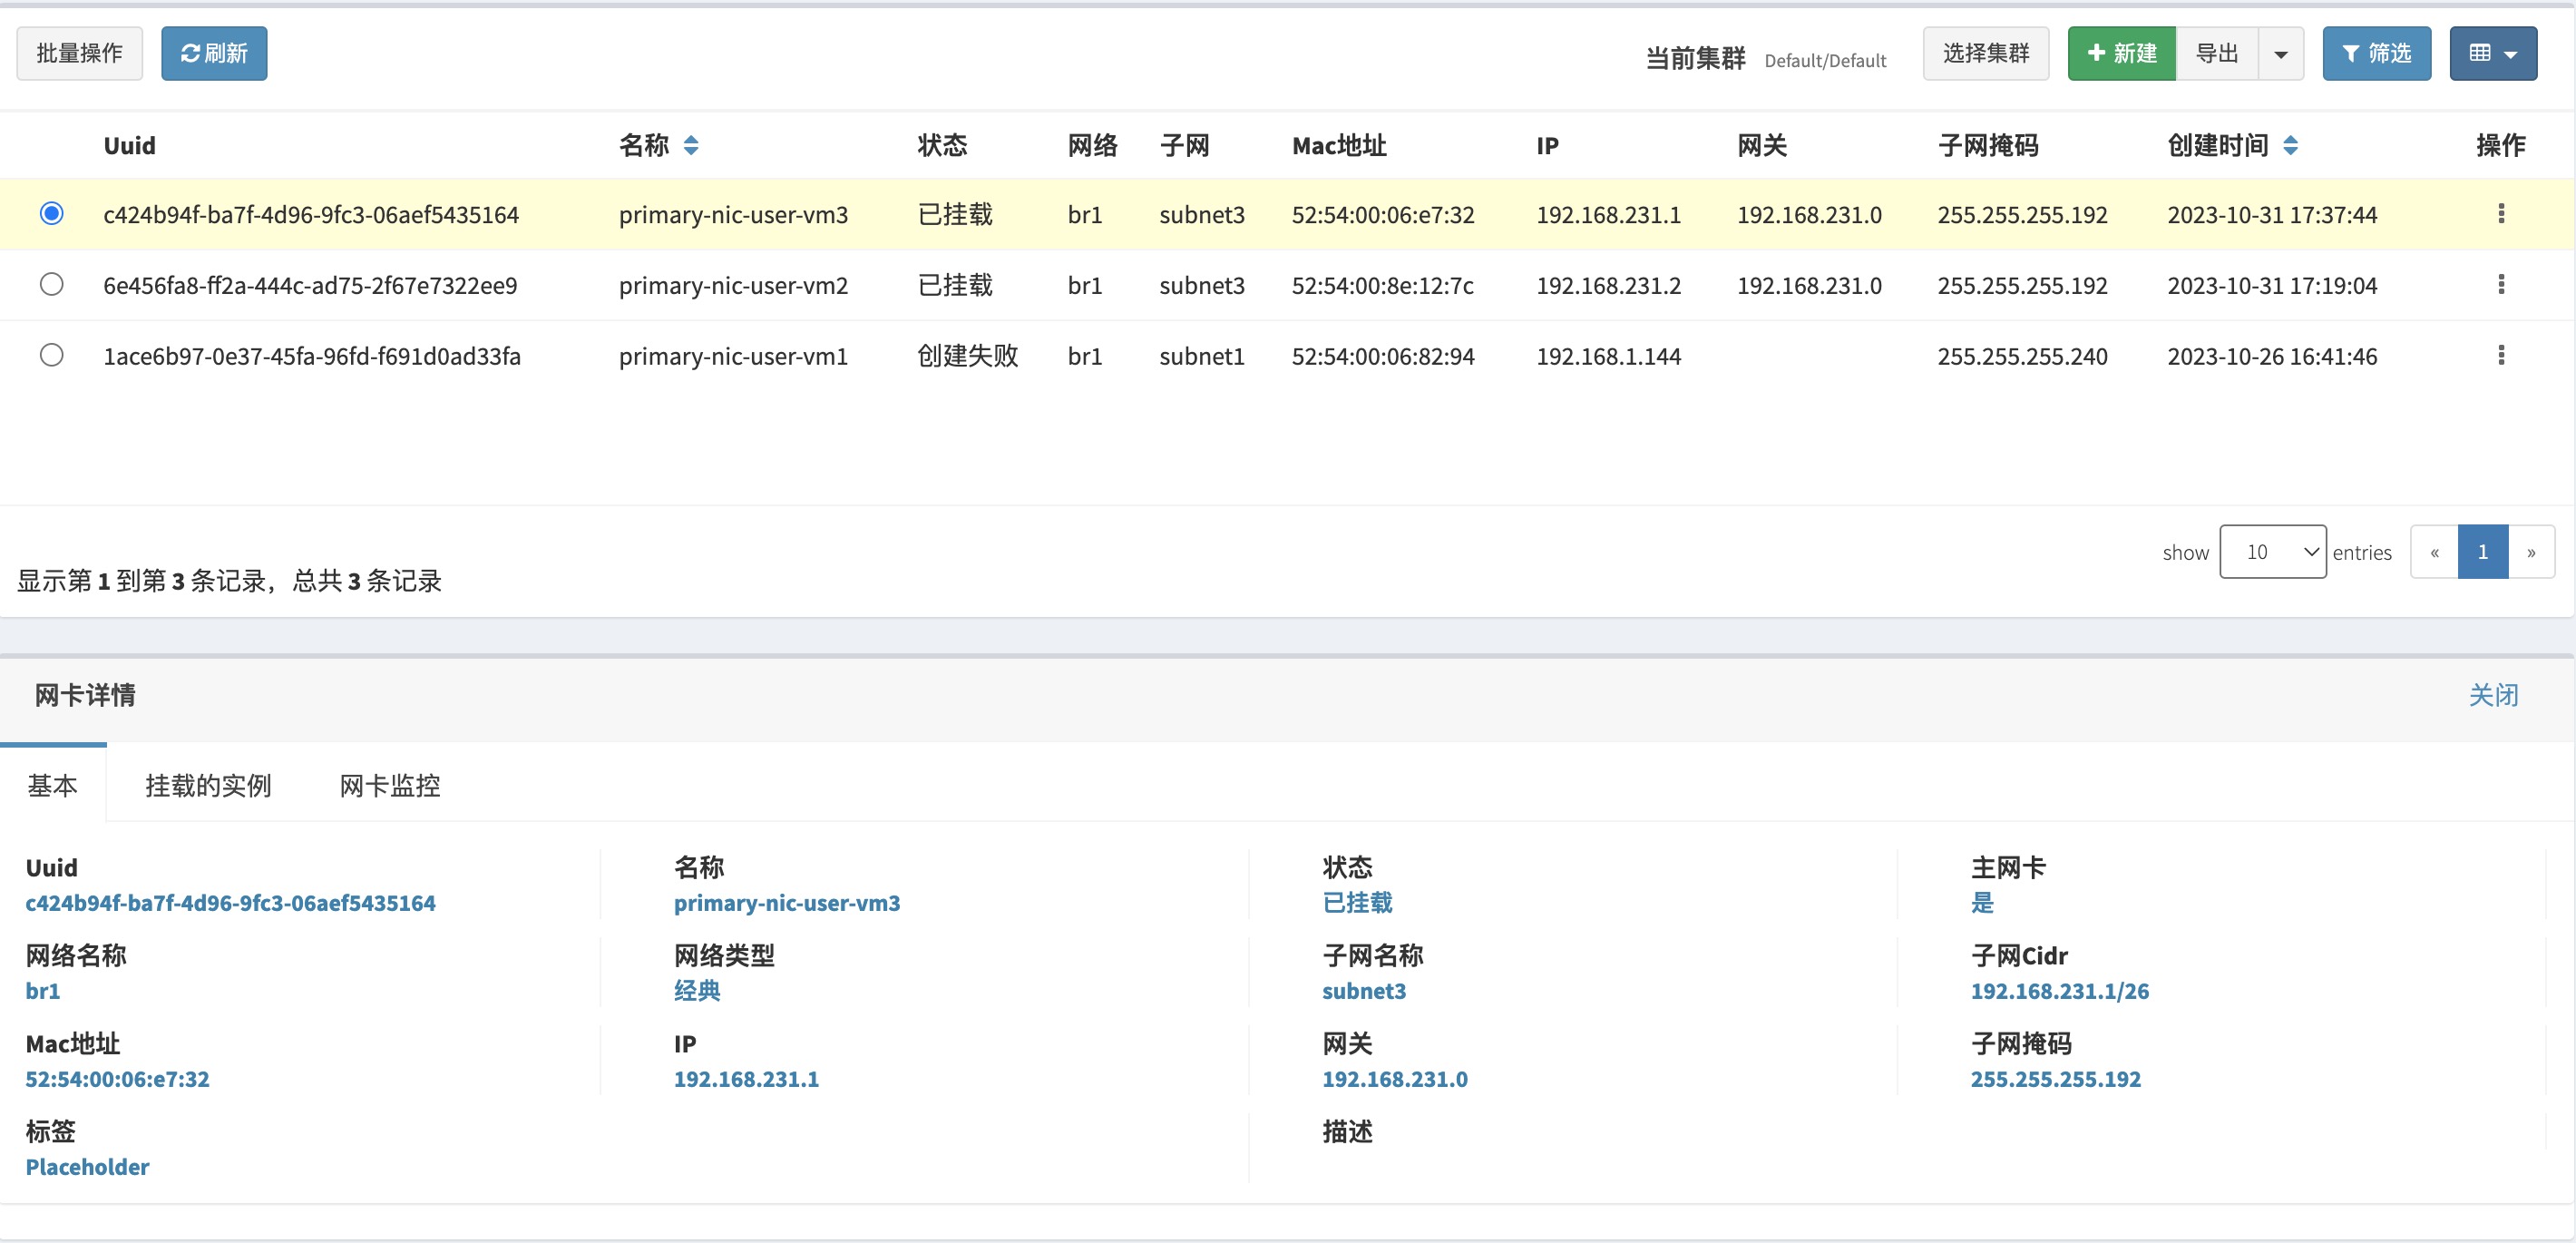 批量操作 刷新 当前集群 Default/Default 选择集群 新建 导出 筛选
Uuid 名称 状态 网络 子网 Mac地址 IP 网关 子网掩码 创建时间 操作
c424b94f-ba7f-4d96-9fc3-06aef5435164 primary-nic-user-vm3 已挂载 br1 subnet3 52:54:00:06:e7:32 192.168.231.1 192.168.231.0 255.255.255.192 2023-10-31 17:37:44
6e456fa8-ff2a-444c-ad75-2f67e7322ee9 primary-nic-user-vm2 已挂载 br1 subnet3 52:54:00:8e:12:7c 192.168.231.2 192.168.231.0 255.255.255.192 2023-10-31 17:19:04
1ace6b97-0e37-45fa-96fd-f691d0ad33fa primary-nic-user-vm1 创建失败 br1 subnet1 52:54:00:06:82:94 192.168.1.144 255.255.255.240 2023-10-26 16:41:46
show 10 entries « 1 »
显示第 1 到第 3 条记录，总共 3 条记录
网卡详情 关闭
基本 挂载的实例 网卡监控
Uuid 名称 状态 主网卡
c424b94f-ba7f-4d96-9fc3-06aef5435164 primary-nic-user-vm3 已挂载 是
网络名称 网络类型 子网名称 子网Cidr
br1 经典 subnet3 192.168.231.1/26
Mac地址 IP 网关 子网掩码
52:54:00:06:e7:32 192.168.231.1 192.168.231.0 255.255.255.192
标签 描述
Placeholder